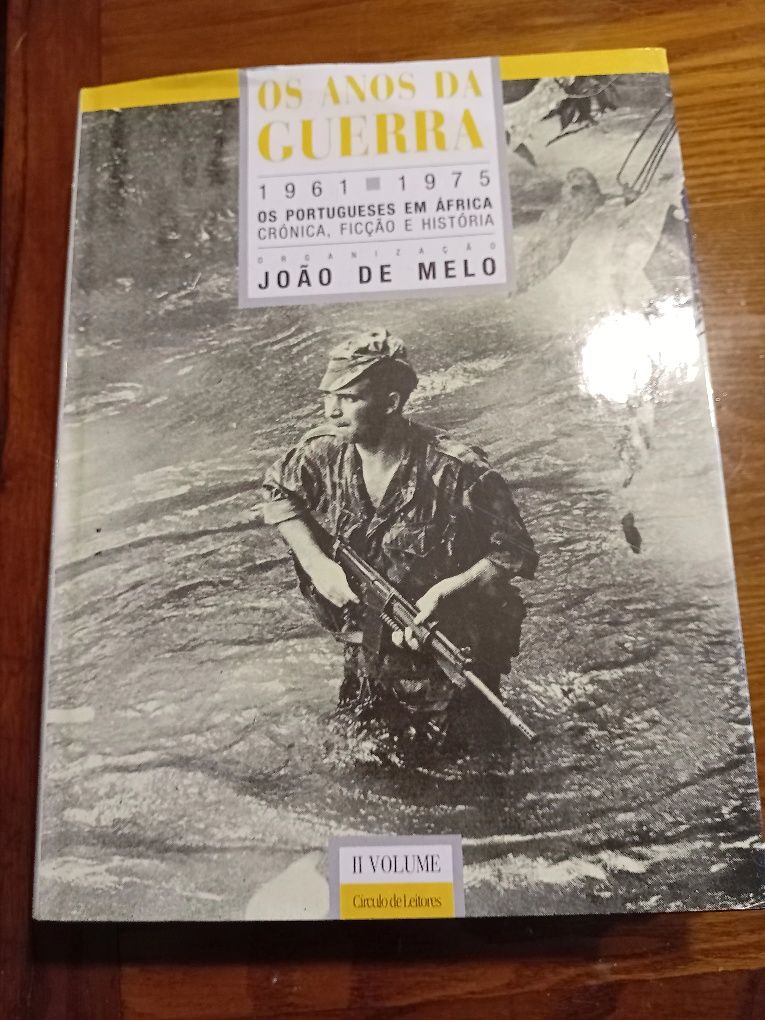 OS ANOS DA
GUERRA
1961 ■ 1975
OS PORTUGUESES EM ÁFRICA
CRÓNICA, FICÇÃO E HISTÓRIA
ORGANIZAÇÃO
JOÃO DE MELO
II VOLUME
Círculo de Leitores